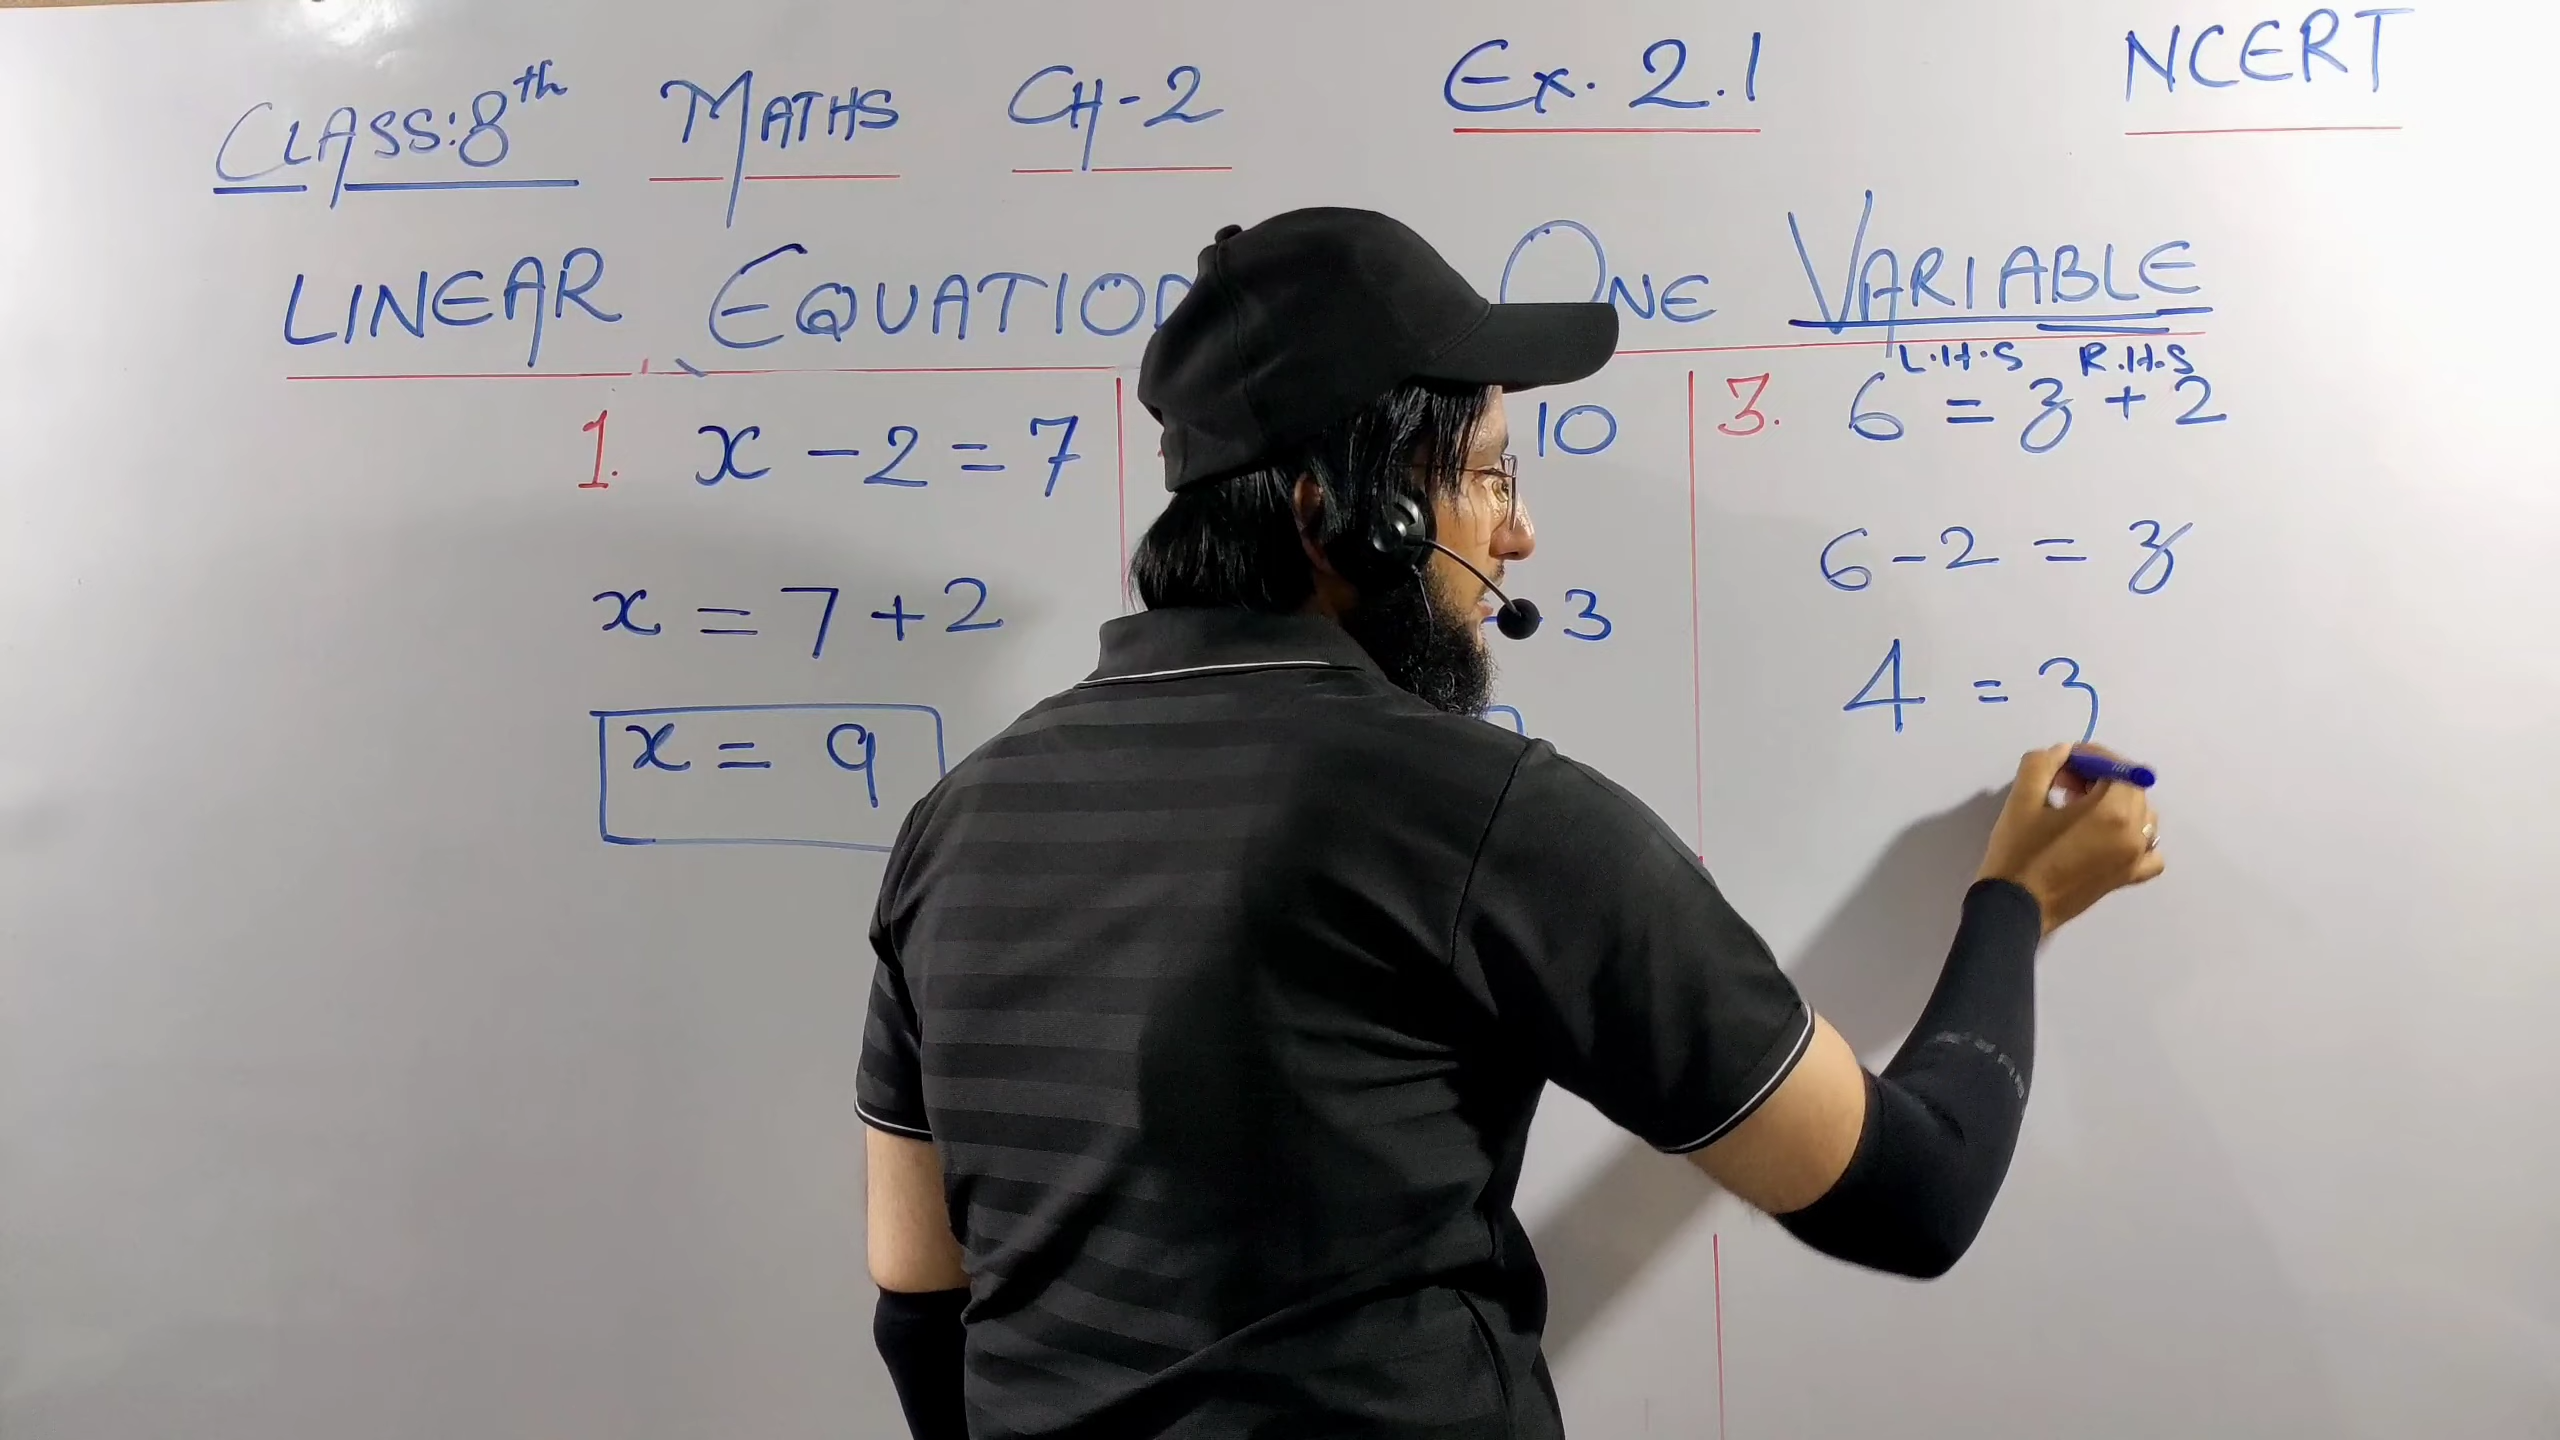 CLASS: 8th MATHS CH-2 Ex. 2.1 NCERT
LINEAR EQUATION ONE VARIABLE
1. x - 2 = 7
x = 7 + 2
x = 9
10
- 3
3. L.H.S R.H.S
6 = z + 2
6 - 2 = z
4 = z